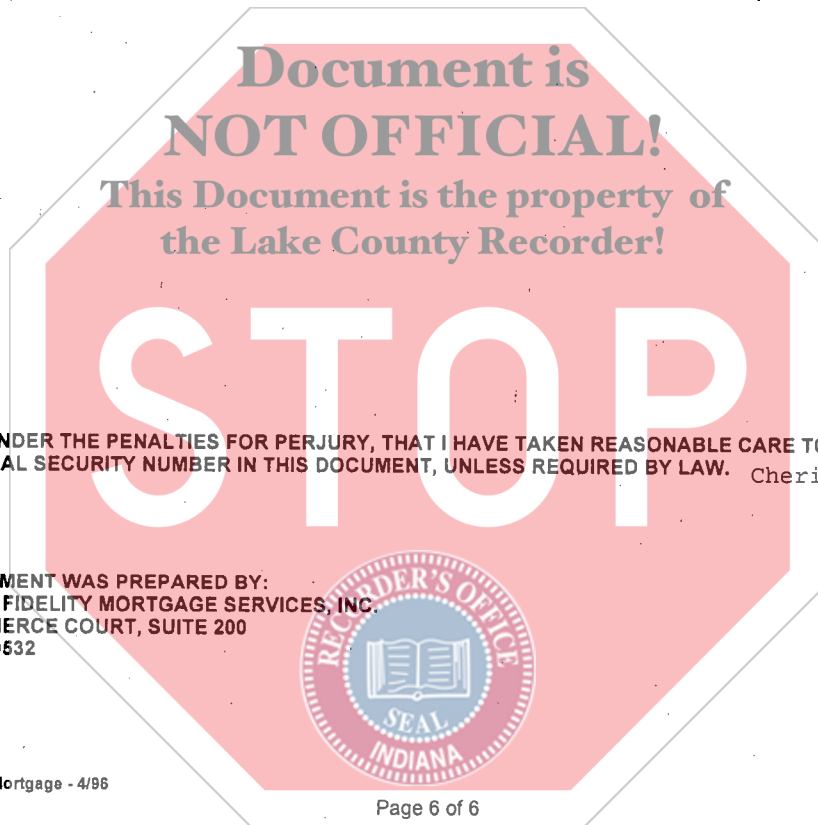 Document is
NOT OFFICIAL!
This Document is the property of
the Lake County Recorder!
STOP
NDER THE PENALTIES FOR PERJURY, THAT I HAVE TAKEN REASONABLE CARE TO
AL SECURITY NUMBER IN THIS DOCUMENT, UNLESS REQUIRED BY LAW. Cheri
MENT WAS PREPARED BY:
FIDELITY MORTGAGE SERVICES, INC.
ERCE COURT, SUITE 200
532
RECORDER'S OFFICE
SEAL
INDIANA
ortgage - 4/96
Page 6 of 6